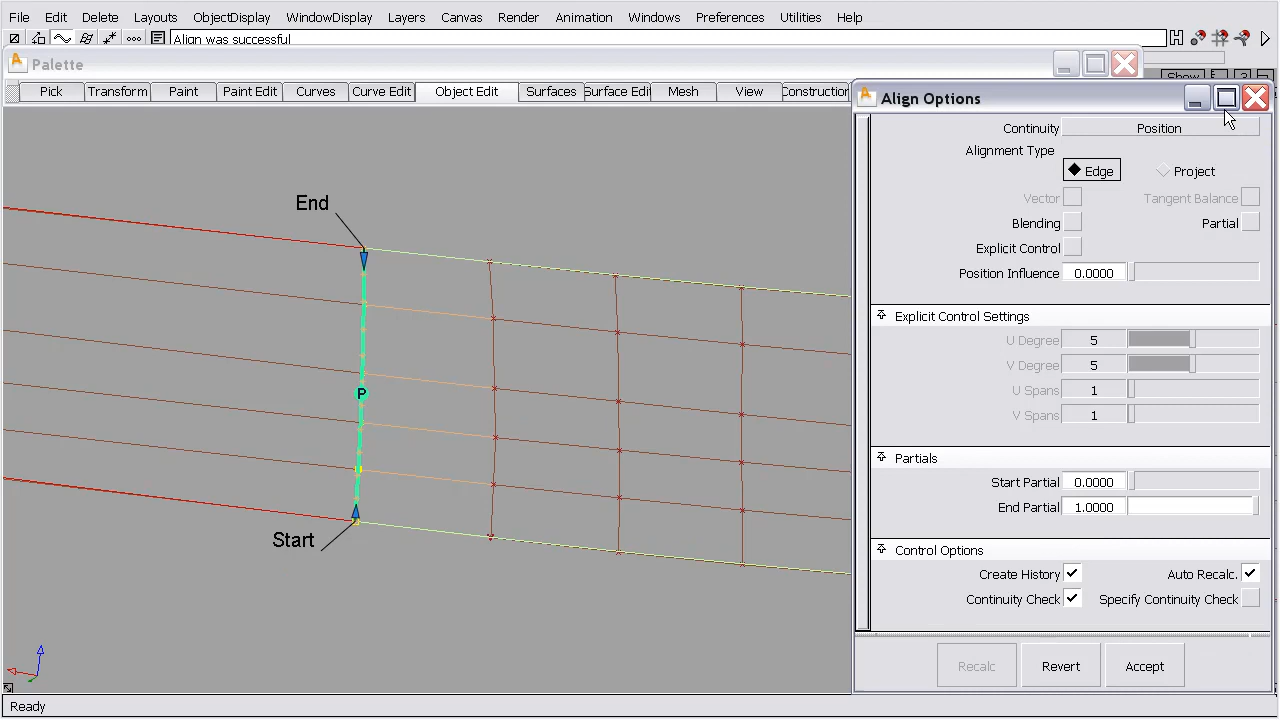 File Edit Delete Layouts ObjectDisplay WindowDisplay Layers Canvas Render Animation Windows Preferences Utilities Help
Align was successful
Palette
Show
Pick Transform Paint Paint Edit Curves Curve Edit Object Edit Surfaces Surface Edit Mesh View Construction
Align Options
Continuity Position
Alignment Type
Edge Project
Vector Tangent Balance
Blending Partial
Explicit Control
Position Influence 0.0000
Explicit Control Settings
U Degree 5
V Degree 5
U Spans 1
V Spans 1
Partials
Start Partial 0.0000
End Partial 1.0000
Control Options
Create History Auto Recalc.
Continuity Check Specify Continuity Check
Recalc Revert Accept
End
P
Start
Ready